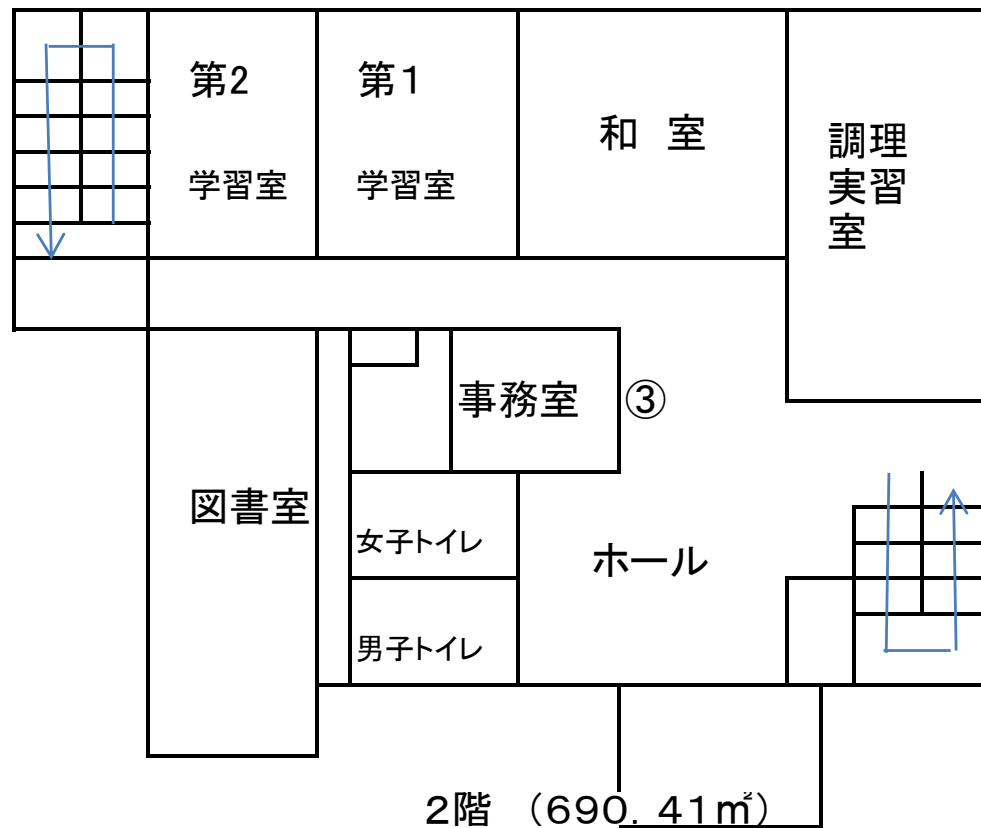 第2
学習室
第1
学習室
和 室
調理
実習
室
事務室
③
図書室
女子トイレ
ホール
男子トイレ
2階 (690.41㎡)